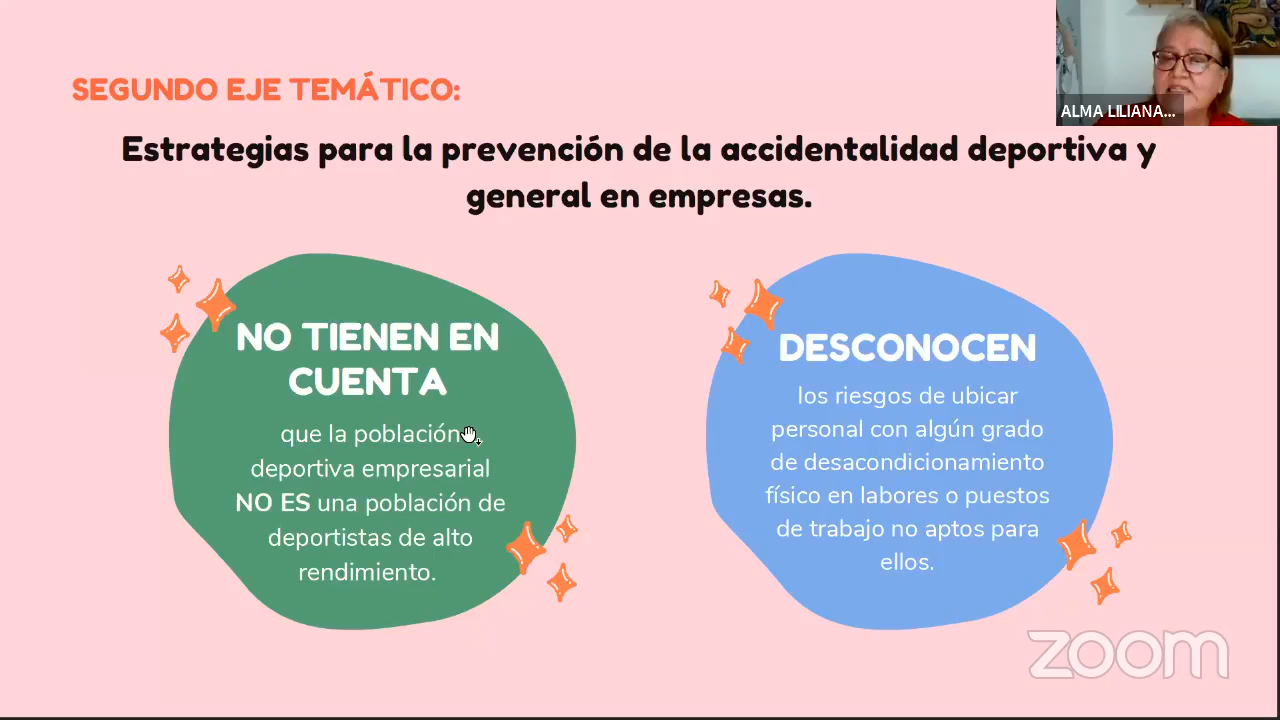 SEGUNDO EJE TEMÁTICO:
Estrategias para la prevención de la accidentalidad deportiva y
general en empresas.
NO TIENEN EN
CUENTA
que la población
deportiva empresarial
NO ES una población de
deportistas de alto
rendimiento.
DESCONOCEN
los riesgos de ubicar
personal con algún grado
de desacondicionamiento
físico en labores o puestos
de trabajo no aptos para
ellos.
ALMA LILIANA...
zoom